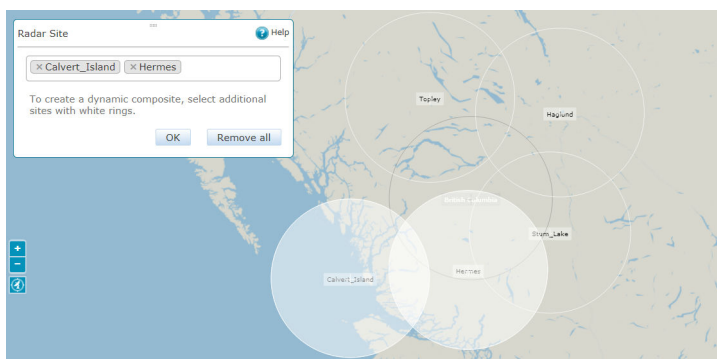 Radar Site
Help
× Calvert_Island × Hermes
To create a dynamic composite, select additional
sites with white rings.
OK Remove all
Topley
Haglund
British Columbia
Stum_Lake
Hermes
Calvert_Island
+
−